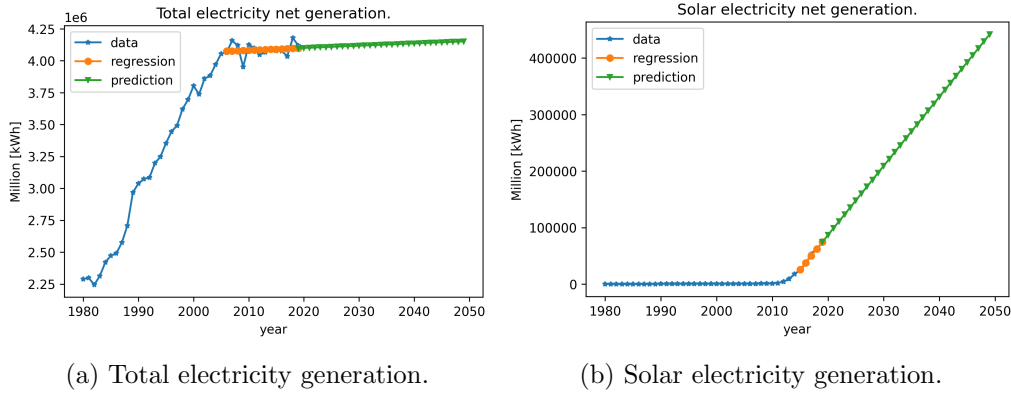 Total electricity net generation.
1e6
4.25
4.00
3.75
3.50
3.25
3.00
2.75
2.50
2.25
Million [kWh]
data
regression
prediction
1980 1990 2000 2010 2020 2030 2040 2050
year
(a) Total electricity generation.
Solar electricity net generation.
400000
300000
200000
100000
0
Million [kWh]
data
regression
prediction
1980 1990 2000 2010 2020 2030 2040 2050
year
(b) Solar electricity generation.